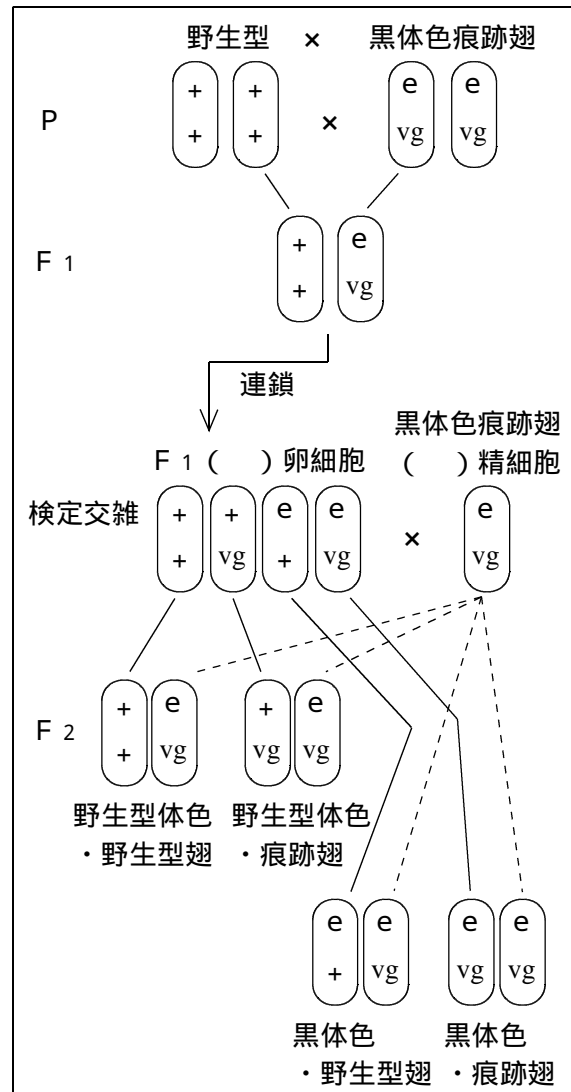 野生型 × 黒体色痕跡翅
+ + e e
P ×
+ + vg vg
+ e
F 1
+ vg
連鎖
黒体色痕跡翅
F 1 ( ) 卵細胞 ( ) 精細胞
検定交雑 + + e e × e
+ vg + vg vg
F 2
+ e + e
+ vg vg vg
野生型体色 野生型体色
・野生型翅 ・痕跡翅
e e e e
+ vg vg vg
黒体色 黒体色
・野生型翅 ・痕跡翅